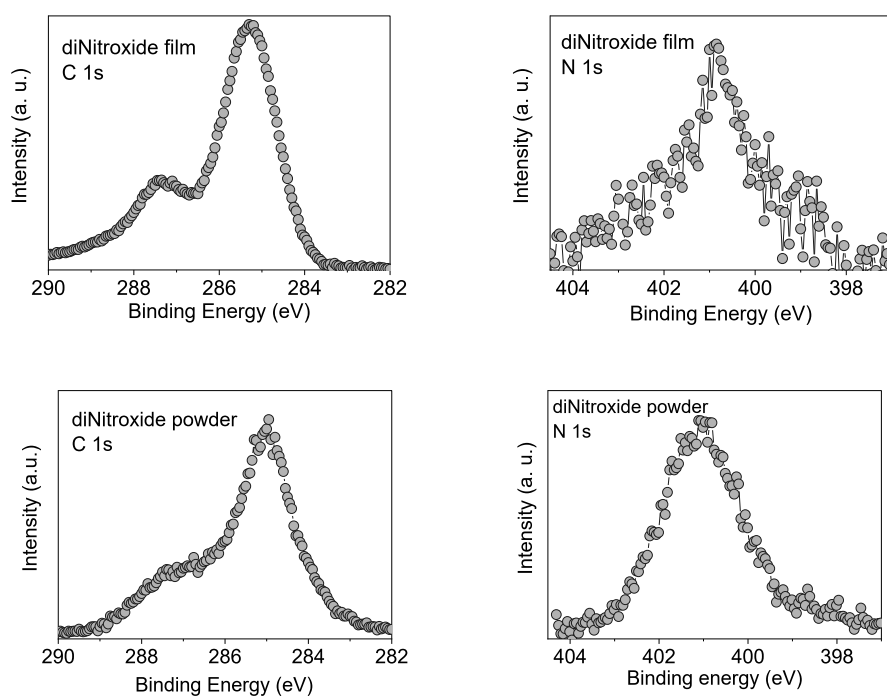 diNitroxide film
C 1s
Intensity (a. u.)
290 288 286 284 282
Binding Energy (eV)
diNitroxide film
N 1s
Intensity (a. u.)
404 402 400 398
Binding Energy (eV)
diNitroxide powder
C 1s
Intensity (a.u.)
290 288 286 284 282
Binding Energy (eV)
diNitroxide powder
N 1s
Intensity (a. u.)
404 402 400 398
Binding energy (eV)